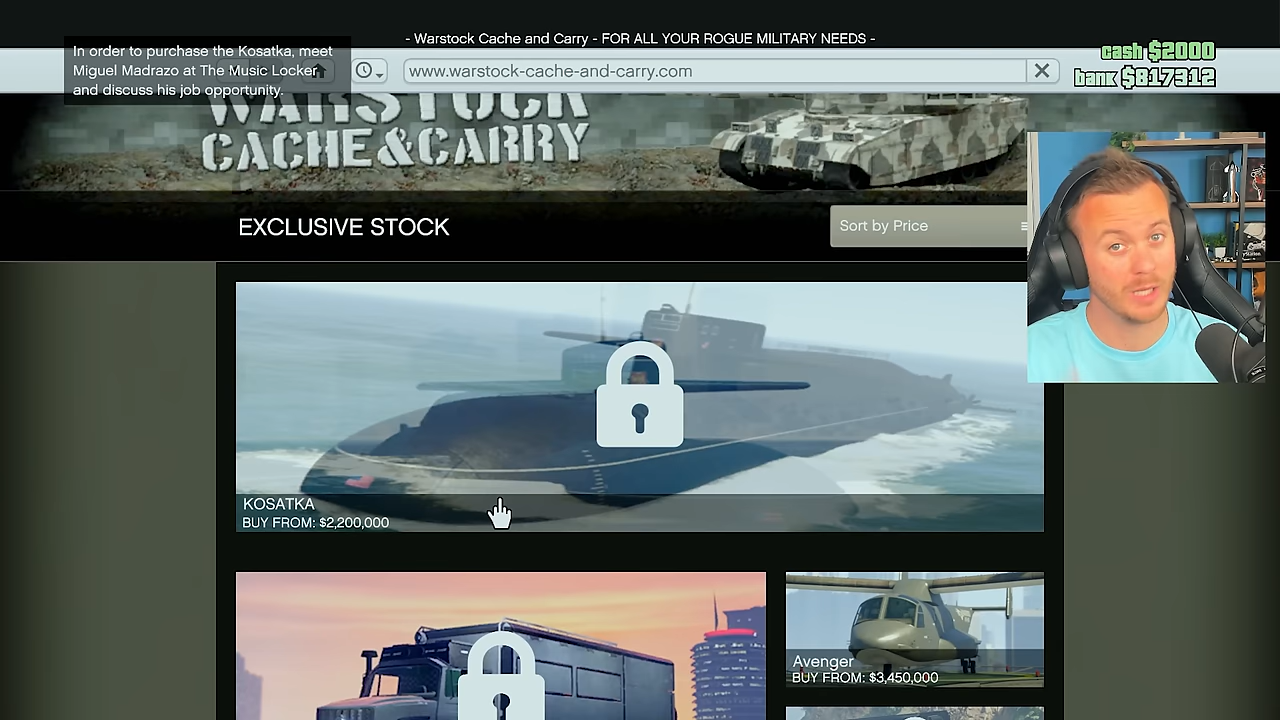 - Warstock Cache and Carry - FOR ALL YOUR ROGUE MILITARY NEEDS -
In order to purchase the Kosatka, meet
Miguel Madrazo at The Music Locker
and discuss his job opportunity.
www.warstock-cache-and-carry.com
cash $2000
bank $817312
WARSTOCK
CACHE&CARRY
EXCLUSIVE STOCK
Sort by Price
KOSATKA
BUY FROM: $2,200,000
Avenger
BUY FROM: $3,450,000